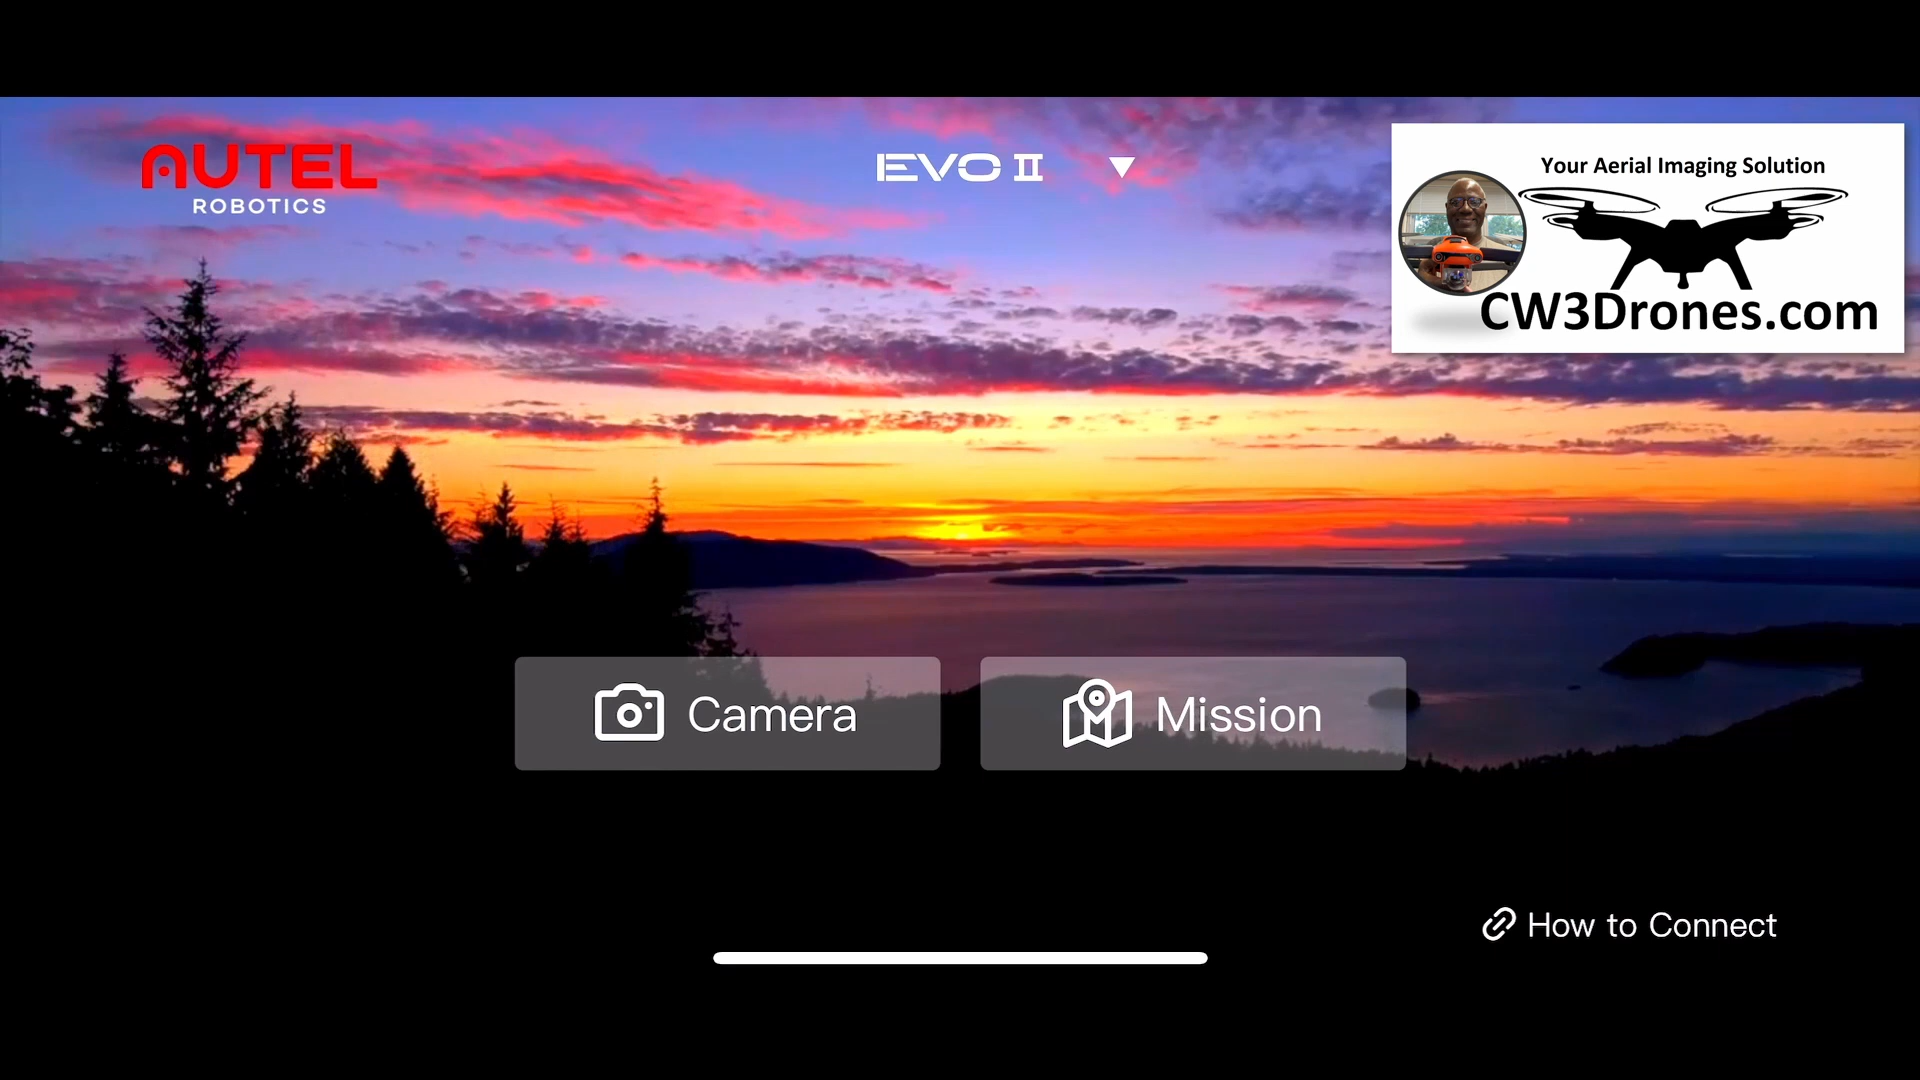 AUTEL
ROBOTICS
EVO II
Your Aerial Imaging Solution
CW3Drones.com
Camera
Mission
How to Connect